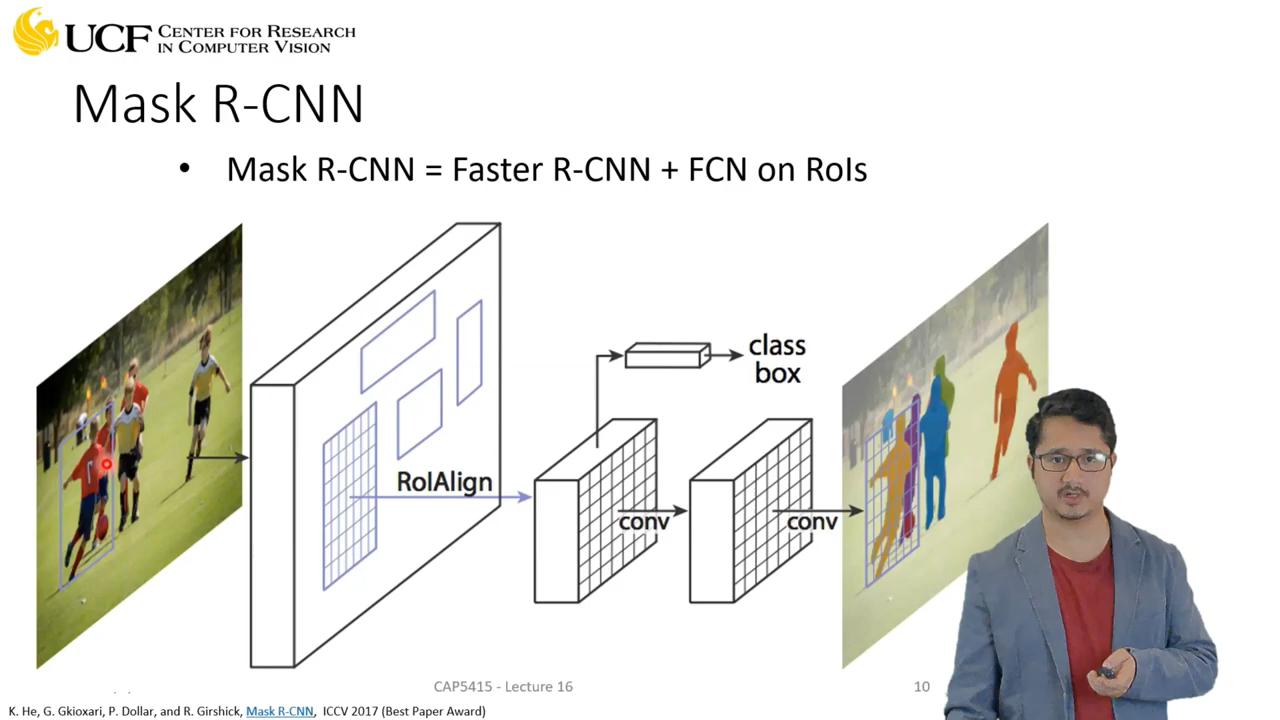 UCF CENTER FOR RESEARCH
IN COMPUTER VISION
Mask R-CNN
• Mask R-CNN = Faster R-CNN + FCN on RoIs
class
box
RoIAlign
conv
conv
CAP5415 - Lecture 16
10
K. He, G. Gkioxari, P. Dollar, and R. Girshick, Mask R-CNN, ICCV 2017 (Best Paper Award)